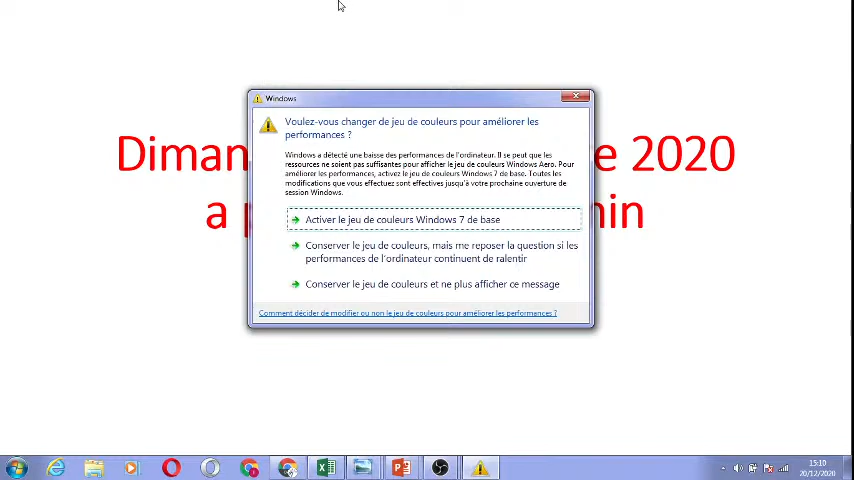 Windows
Voulez-vous changer de jeu de couleurs pour améliorer les
performances ?
Diman
e 2020
Windows a détecté une baisse des performances de l'ordinateur. Il se peut que les
ressources ne soient pas suffisantes pour afficher le jeu de couleurs Windows Aero. Pour
améliorer les performances, activez le jeu de couleurs Windows 7 de base. Toutes les
modifications que vous effectuez sont effectives jusqu'à votre prochaine ouverture de
session Windows.
a
Activer le jeu de couleurs Windows 7 de base
Conserver le jeu de couleurs, mais me reposer la question si les
performances de l'ordinateur continuent de ralentir
Conserver le jeu de couleurs et ne plus afficher ce message
Comment décider de modifier ou non le jeu de couleurs pour améliorer les performances ?
15:10
20/12/2020